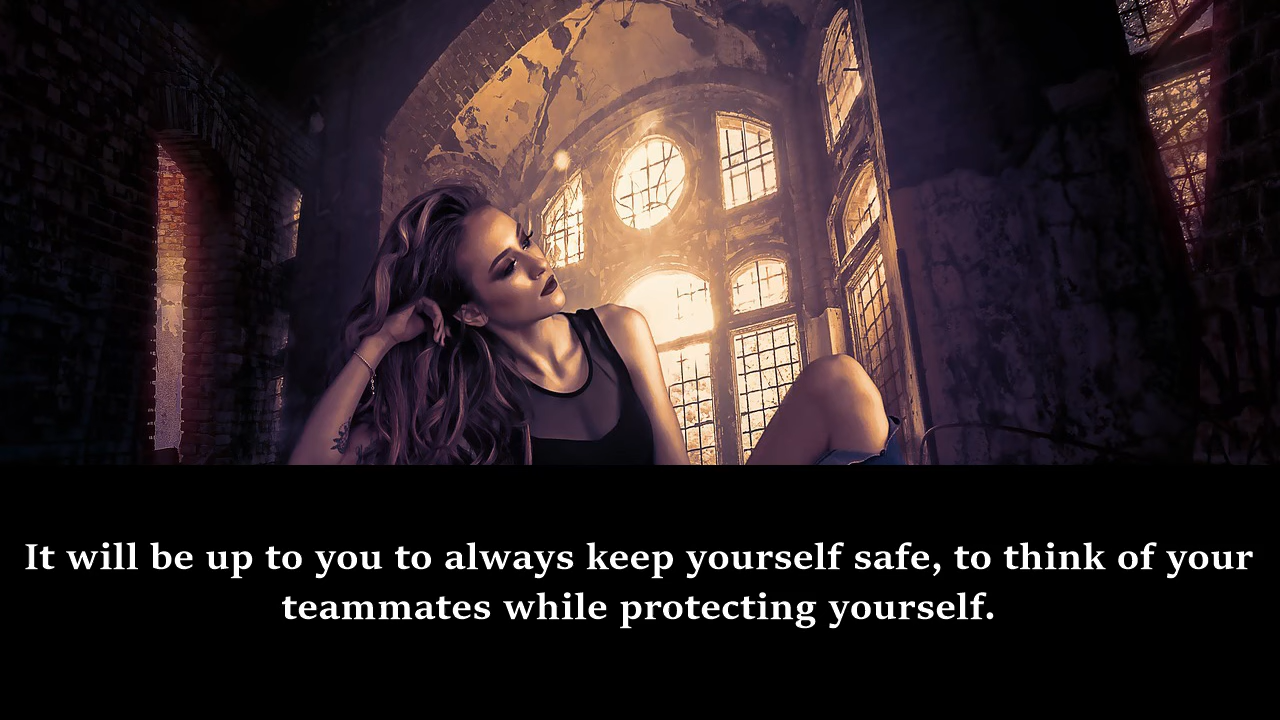 It will be up to you to always keep yourself safe, to think of your
teammates while protecting yourself.